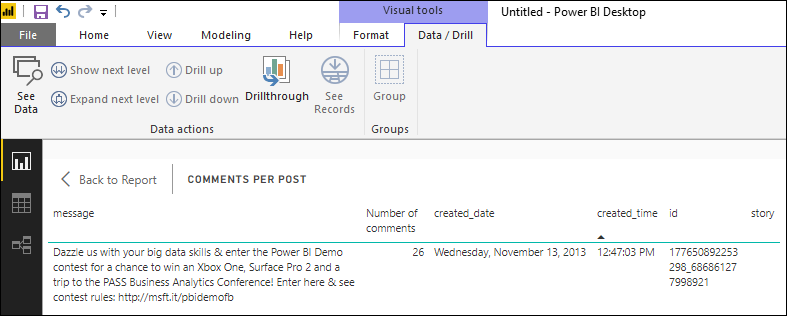 Visual tools
Untitled - Power BI Desktop
File Home View Modeling Help Format Data / Drill
Show next level Drill up
Expand next level Drill down
See Data
Drillthrough
See Records
Group
Data actions
Groups
Back to Report COMMENTS PER POST
message Number of comments created_date created_time id story
Dazzle us with your big data skills & enter the Power BI Demo 26 Wednesday, November 13, 2013 12:47:03 PM 177650892253
contest for a chance to win an Xbox One, Surface Pro 2 and a 298_68686127
trip to the PASS Business Analytics Conference! Enter here & see 7998921
contest rules: http://msft.it/pbidemofb